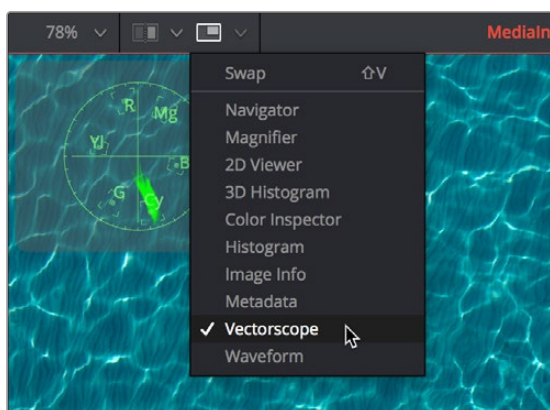 78%
MediaIn
Swap ⇧V
Navigator
Magnifier
2D Viewer
3D Histogram
Color Inspector
Histogram
Image Info
Metadata
Vectorscope
Waveform
R
Mg
Yl
B
G
Cy